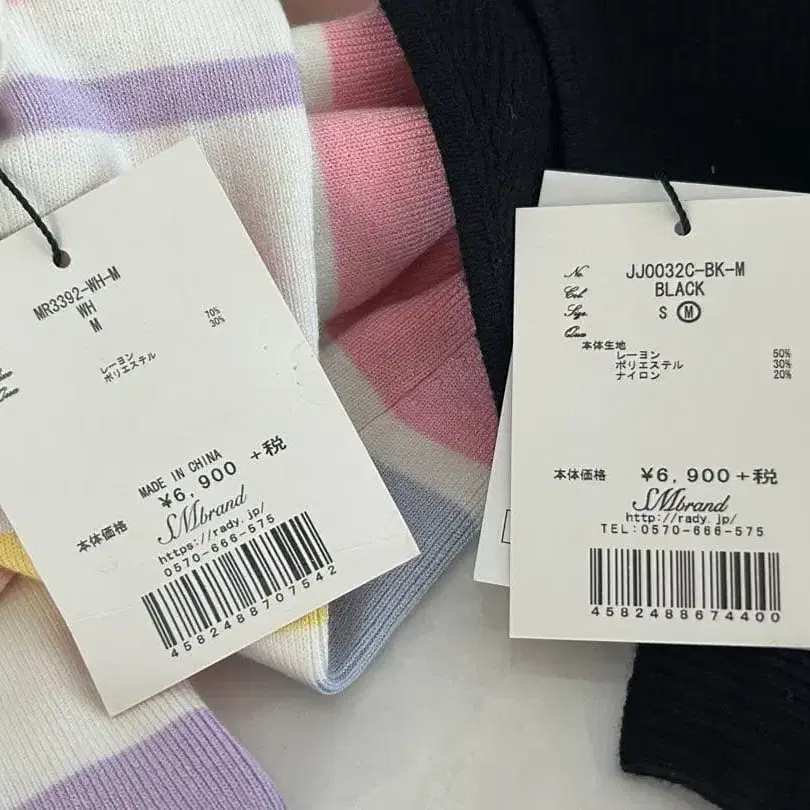 MR3392-WH-M
WH
M
レーヨン 70%
ポリエステル 30%
MADE IN CHINA
本体価格 ¥6,900 +税
SMbrand
https://rady.jp/
0570-666-575
4582488707542
No. JJ0032C-BK-M
Col. BLACK
Size. S M
Qua
本体生地
レーヨン 50%
ポリエステル 30%
ナイロン 20%
本体価格 ¥6,900+税
SMbrand
http://rady.jp/
TEL:0570-666-575
4582488674400